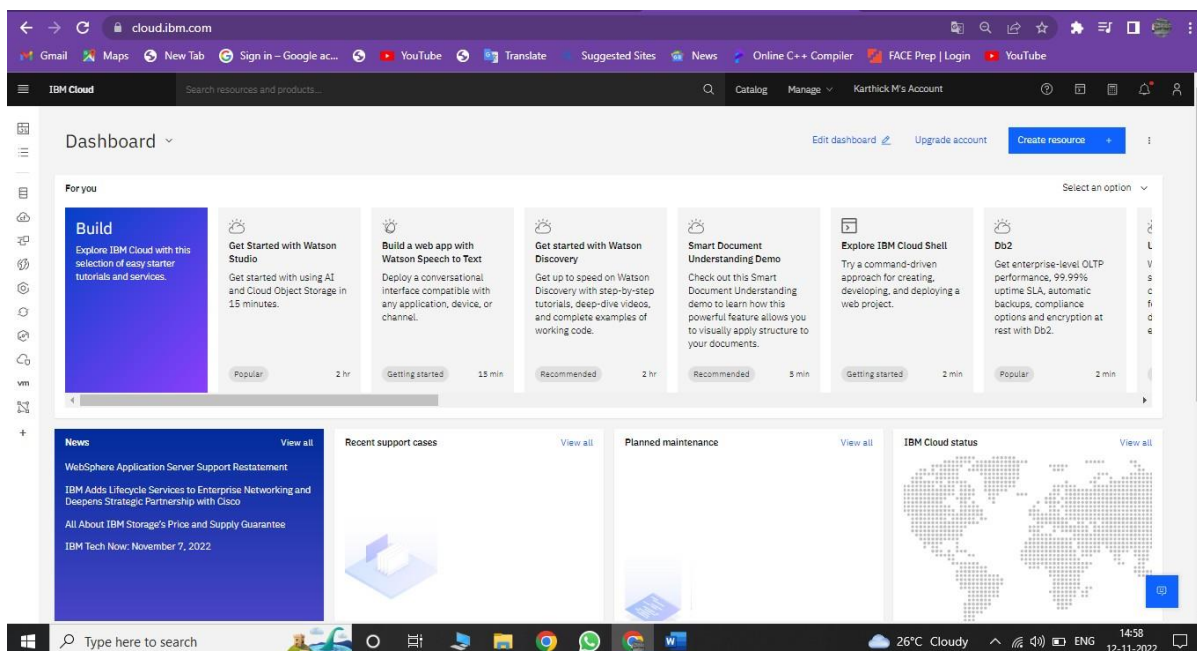 cloud.ibm.com
Gmail Maps New Tab Sign in – Google ac... YouTube Translate Suggested Sites News Online C++ Compiler FACE Prep | Login YouTube
IBM Cloud Search resources and products... Catalog Manage Karthick M's Account
Dashboard Edit dashboard Upgrade account Create resource +
For you Select an option
Build
Explore IBM Cloud with this
selection of easy starter
tutorials and services.
Get Started with Watson
Studio
Get started with using AI
and Cloud Object Storage in
15 minutes.
Popular 2 hr
Build a web app with
Watson Speech to Text
Deploy a conversational
interface compatible with
any application, device, or
channel.
Getting started 15 min
Get started with Watson
Discovery
Get up to speed on Watson
Discovery with step-by-step
tutorials, deep-dive videos,
and complete examples of
working code.
Recommended 2 hr
Smart Document
Understanding Demo
Check out this Smart
Document Understanding
demo to learn how this
powerful feature allows you
to visually apply structure to
your documents.
Recommended 5 min
Explore IBM Cloud Shell
Try a command-driven
approach for creating,
developing, and deploying a
web project.
Getting started 2 min
Db2
Get enterprise-level OLTP
performance, 99.99%
uptime SLA, automatic
backups, compliance
options and encryption at
rest with Db2.
Popular 2 min
vm
News View all
WebSphere Application Server Support Restatement
IBM Adds Lifecycle Services to Enterprise Networking and
Deepens Strategic Partnership with Cisco
All About IBM Storage's Price and Supply Guarantee
IBM Tech Now: November 7, 2022
Recent support cases View all
Planned maintenance View all
IBM Cloud status View all
Type here to search
26°C Cloudy ENG
14:58
12-11-2022